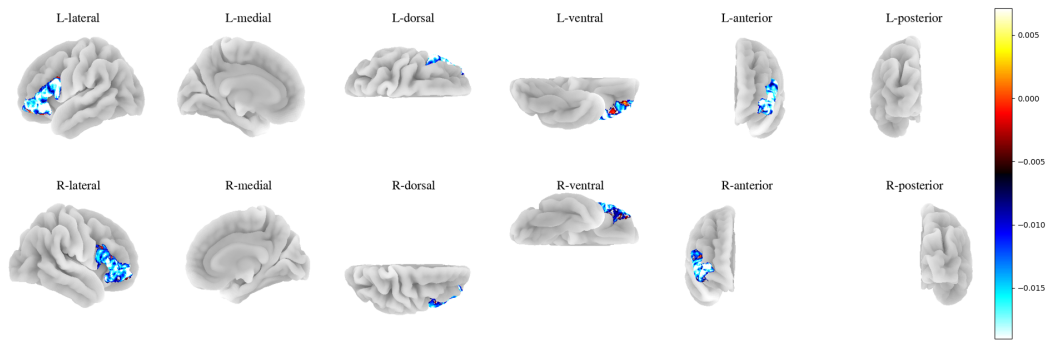 L-lateral L-medial L-dorsal L-ventral L-anterior L-posterior
0.005
0.000
−0.005
R-lateral R-medial R-dorsal R-ventral R-anterior R-posterior
−0.010
−0.015